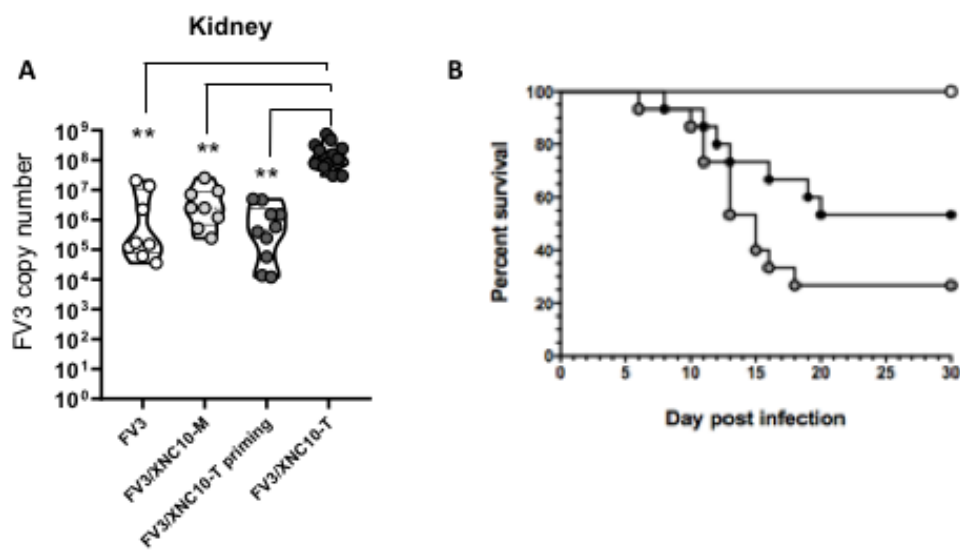 Kidney
A
**
**
**
FV3 copy number
10⁹
10⁸
10⁷
10⁶
10⁵
10⁴
10³
10²
10¹
10⁰
FV3
FV3/XNC10-M
FV3/XNC10-T priming
FV3/XNC10-T
B
Percent survival
100
80
60
40
20
0
0 5 10 15 20 25 30
Day post infection